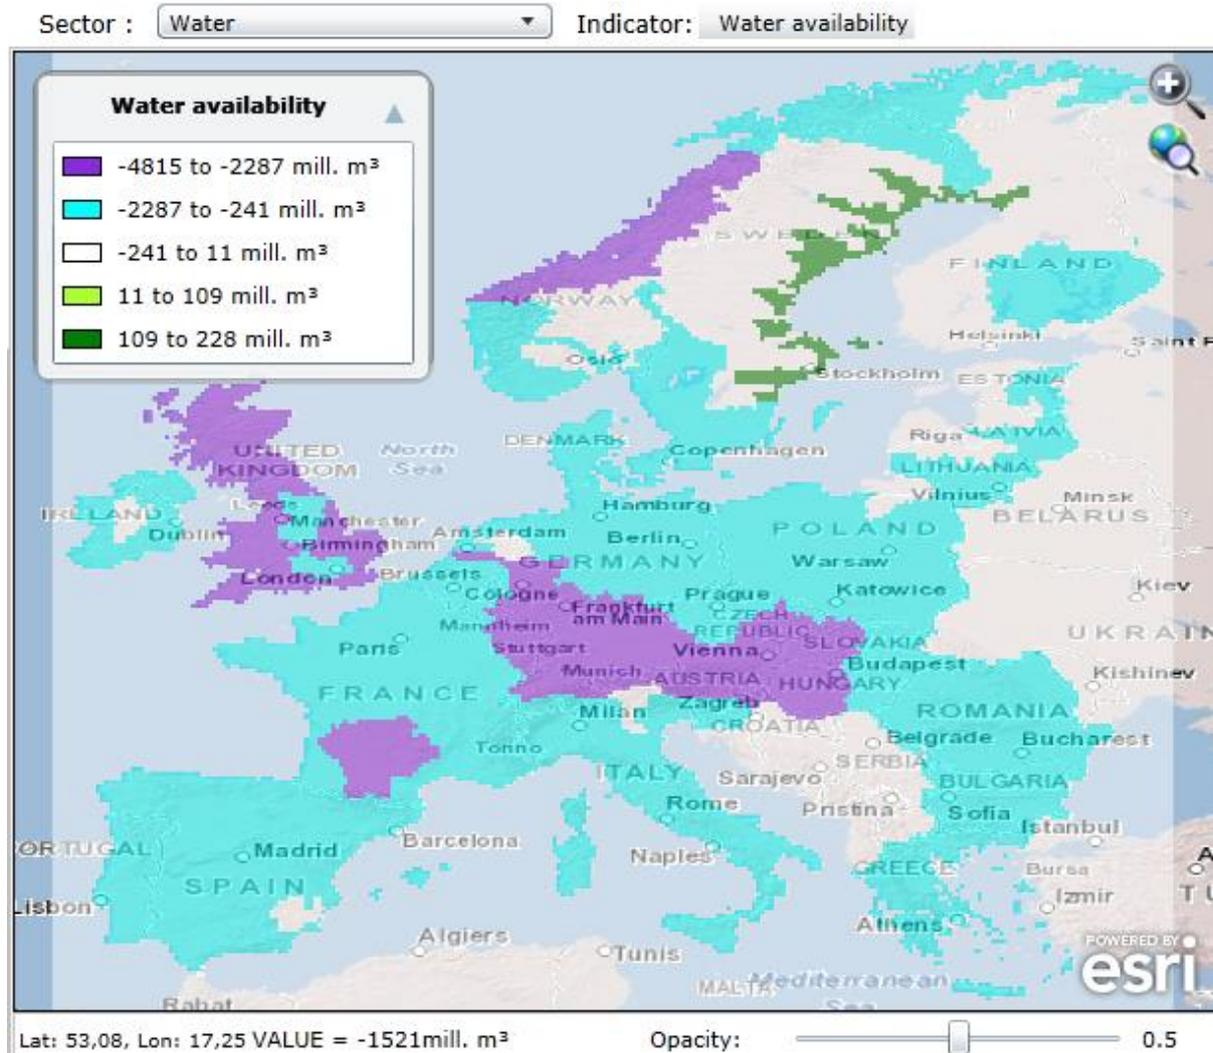 Sector : Water Indicator: Water availability
Water availability
-4815 to -2287 mill. m³
-2287 to -241 mill. m³
-241 to 11 mill. m³
11 to 109 mill. m³
109 to 228 mill. m³
SWEDEN
FINLAND
NORWAY
Helsinki
Saint P
Oslo
Stockholm
ESTONIA
UNITED
KINGDOM
North
Sea
DENMARK
Copenhagen
Riga
LATVIA
LITHUANIA
Vilnius
Minsk
BELARUS
IRELAND
Dublin
Leeds
Manchester
Birmingham
London
Amsterdam
Hamburg
Berlin
GERMANY
POLAND
Warsaw
Brussels
Cologne
Frankfurt
am Main
Prague
CZECH
REPUBLIC
Katowice
Kiev
UKRAIN
Mannheim
Stuttgart
Paris
Munich
Vienna
SLOVAKIA
AUSTRIA
HUNGARY
Budapest
Kishinev
FRANCE
Milan
Zagreb
CROATIA
ROMANIA
Torino
Belgrade
Bucharest
ITALY
Sarajevo
SERBIA
BULGARIA
Rome
Pristina
Sofia
Istanbul
Barcelona
Naples
ORTUGAL
Madrid
SPAIN
GREECE
Bursa
A
Izmir
TU
Lisbon
Athens
Algiers
Tunis
MALTA
Mediterranean
Sea
Rabat
POWERED BY
esri
Lat: 53,08, Lon: 17,25 VALUE = -1521mill. m³ Opacity: 0.5